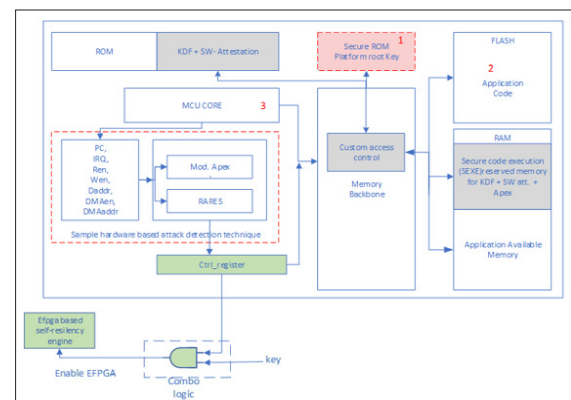 ROM
KDF + SW- Attestation
Secure ROM
Platform root Key
1
FLASH
2
Application
Code
MCU CORE
3
PC,
IRQ,
Ren,
Wen,
Daddr,
DMAen,
DMAaddr
Mod. Apex
RARES
Sample hardware based attack detection technique
Custom access
control
Memory
Backbone
RAM
Secure code execution
(SEXE)reserved memory
for KDF + SW att. +
Apex
Application Available
Memory
Ctrl_register
Efpga based
self-resiliency
engine
Enable EFPGA
key
Combo
logic